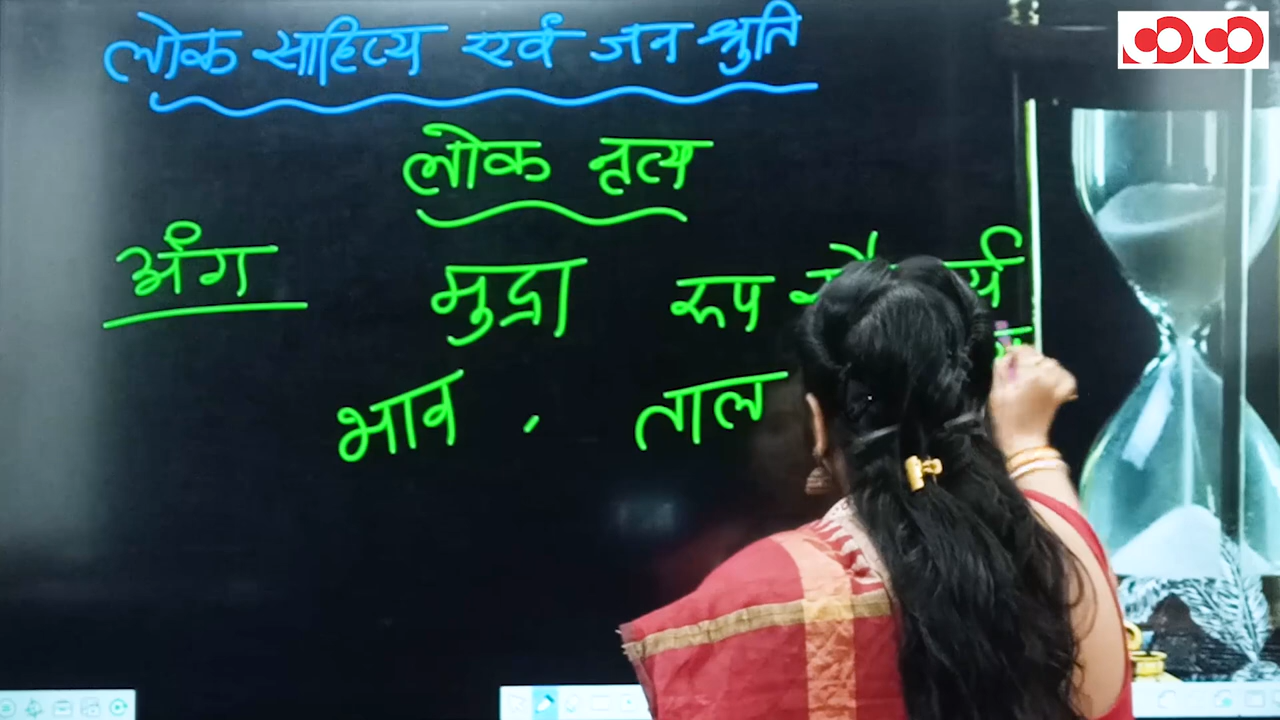 लोक साहित्य एवं जन श्रुति
लोक नृत्य
अंग मुद्रा रुप
भाव , ताल